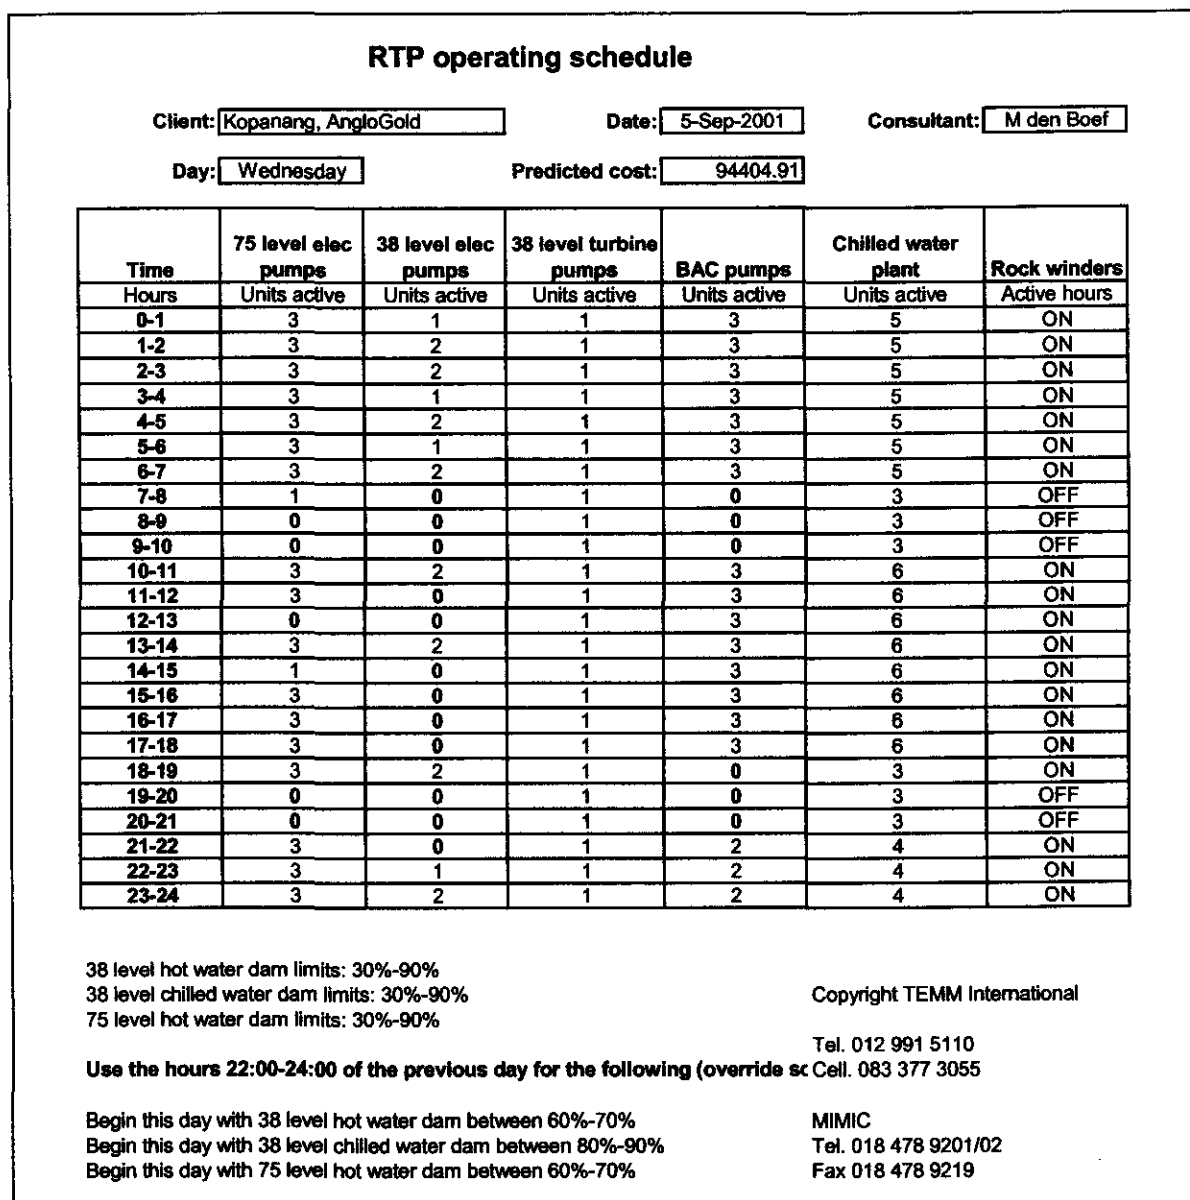 RTP operating schedule
Client: Kopanang, AngloGold Date: 5-Sep-2001 Consultant: M den Boef
Day: Wednesday Predicted cost: 94404.91
75 level elec 38 level elec 38 level turbine Chilled water
Time pumps pumps pumps BAC pumps plant Rock winders
Hours Units active Units active Units active Units active Units active Active hours
0-1 3 1 1 3 5 ON
1-2 3 2 1 3 5 ON
2-3 3 2 1 3 5 ON
3-4 3 1 1 3 5 ON
4-5 3 2 1 3 5 ON
5-6 3 1 1 3 5 ON
6-7 3 2 1 3 5 ON
7-8 1 0 1 0 3 OFF
8-9 0 0 1 0 3 OFF
9-10 0 0 1 0 3 OFF
10-11 3 2 1 3 6 ON
11-12 3 0 1 3 6 ON
12-13 0 0 1 3 6 ON
13-14 3 2 1 3 6 ON
14-15 1 0 1 3 6 ON
15-16 3 0 1 3 6 ON
16-17 3 0 1 3 6 ON
17-18 3 0 1 3 6 ON
18-19 3 2 1 0 3 ON
19-20 0 0 1 0 3 OFF
20-21 0 0 1 0 3 OFF
21-22 3 0 1 2 4 ON
22-23 3 1 1 2 4 ON
23-24 3 2 1 2 4 ON
38 level hot water dam limits: 30%-90%
38 level chilled water dam limits: 30%-90% Copyright TEMM International
75 level hot water dam limits: 30%-90%
Tel. 012 991 5110
Use the hours 22:00-24:00 of the previous day for the following (override sc Cell. 083 377 3055
Begin this day with 38 level hot water dam between 60%-70% MIMIC
Begin this day with 38 level chilled water dam between 80%-90% Tel. 018 478 9201/02
Begin this day with 75 level hot water dam between 60%-70% Fax 018 478 9219